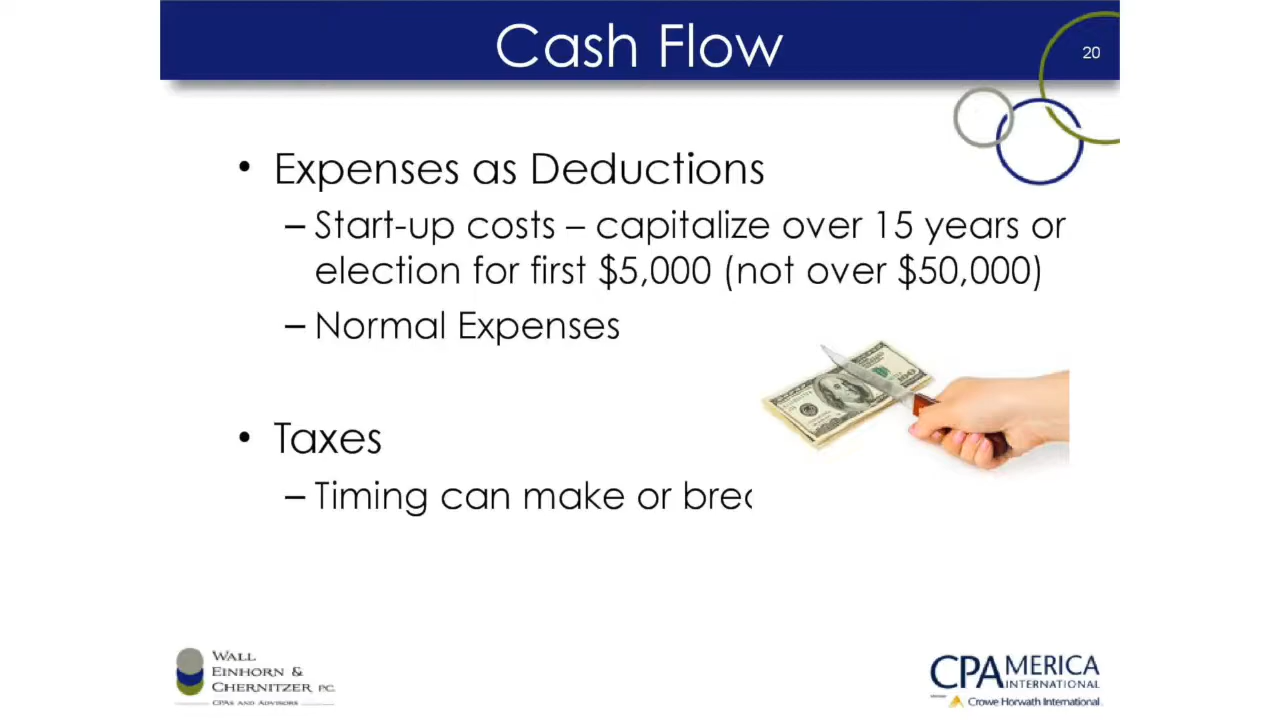 Cash Flow
20
• Expenses as Deductions
– Start-up costs – capitalize over 15 years or
election for first $5,000 (not over $50,000)
– Normal Expenses
• Taxes
– Timing can make or
WALL
EINHORN &
CHERNITZER P.C.
CPAS AND ADVISORS
CPAMERICA
INTERNATIONAL
Crowe Horwath International